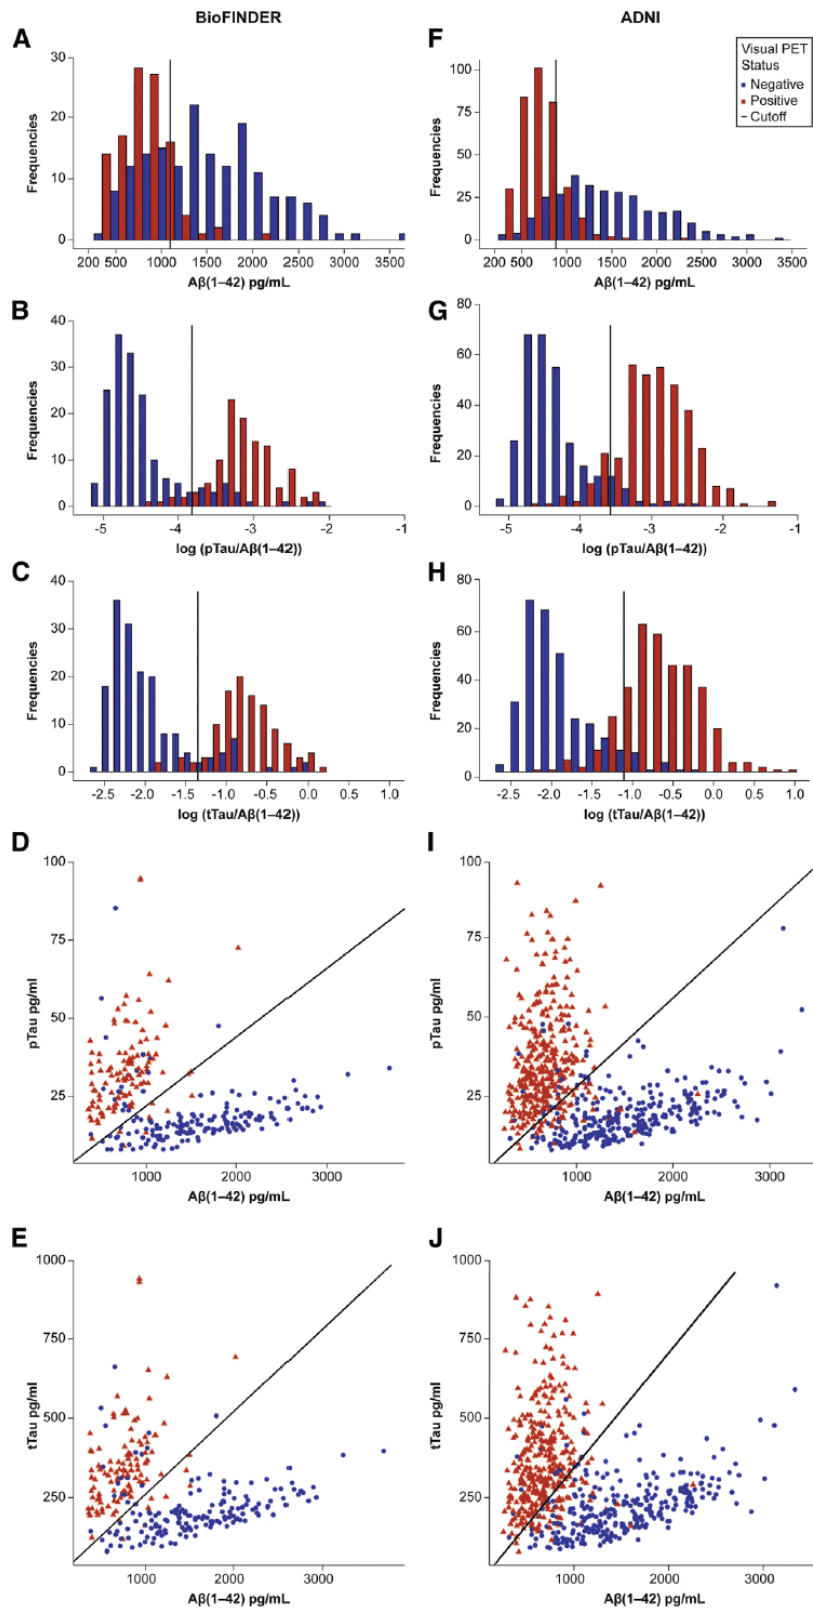 BioFINDER
ADNI
A
30
20
10
0
Frequencies
200 500 1000 1500 2000 2500 3000 3500
Aβ(1–42) pg/mL
F
100
75
50
25
0
Frequencies
200 500 1000 1500 2000 2500 3000 3500
Aβ(1–42) pg/mL
Visual PET
Status
Negative
Positive
Cutoff
B
40
30
20
10
0
Frequencies
-5 -4 -3 -2 -1
log (pTau/Aβ(1–42))
G
80
60
40
20
0
Frequencies
-5 -4 -3 -2 -1
log (pTau/Aβ(1–42))
C
40
30
20
10
0
Frequencies
-2.5 -2.0 -1.5 -1.0 -0.5 0.0 0.5 1.0
log (tTau/Aβ(1–42))
H
80
60
40
20
0
Frequencies
-2.5 -2.0 -1.5 -1.0 -0.5 0.0 0.5 1.0
log (tTau/Aβ(1–42))
D
100
75
50
25
pTau pg/ml
1000 2000 3000
Aβ(1–42) pg/mL
I
100
75
50
25
pTau pg/ml
1000 2000 3000
Aβ(1–42) pg/mL
E
1000
750
500
250
tTau pg/ml
1000 2000 3000
Aβ(1–42) pg/mL
J
1000
750
500
250
tTau pg/ml
1000 2000 3000
Aβ(1–42) pg/mL